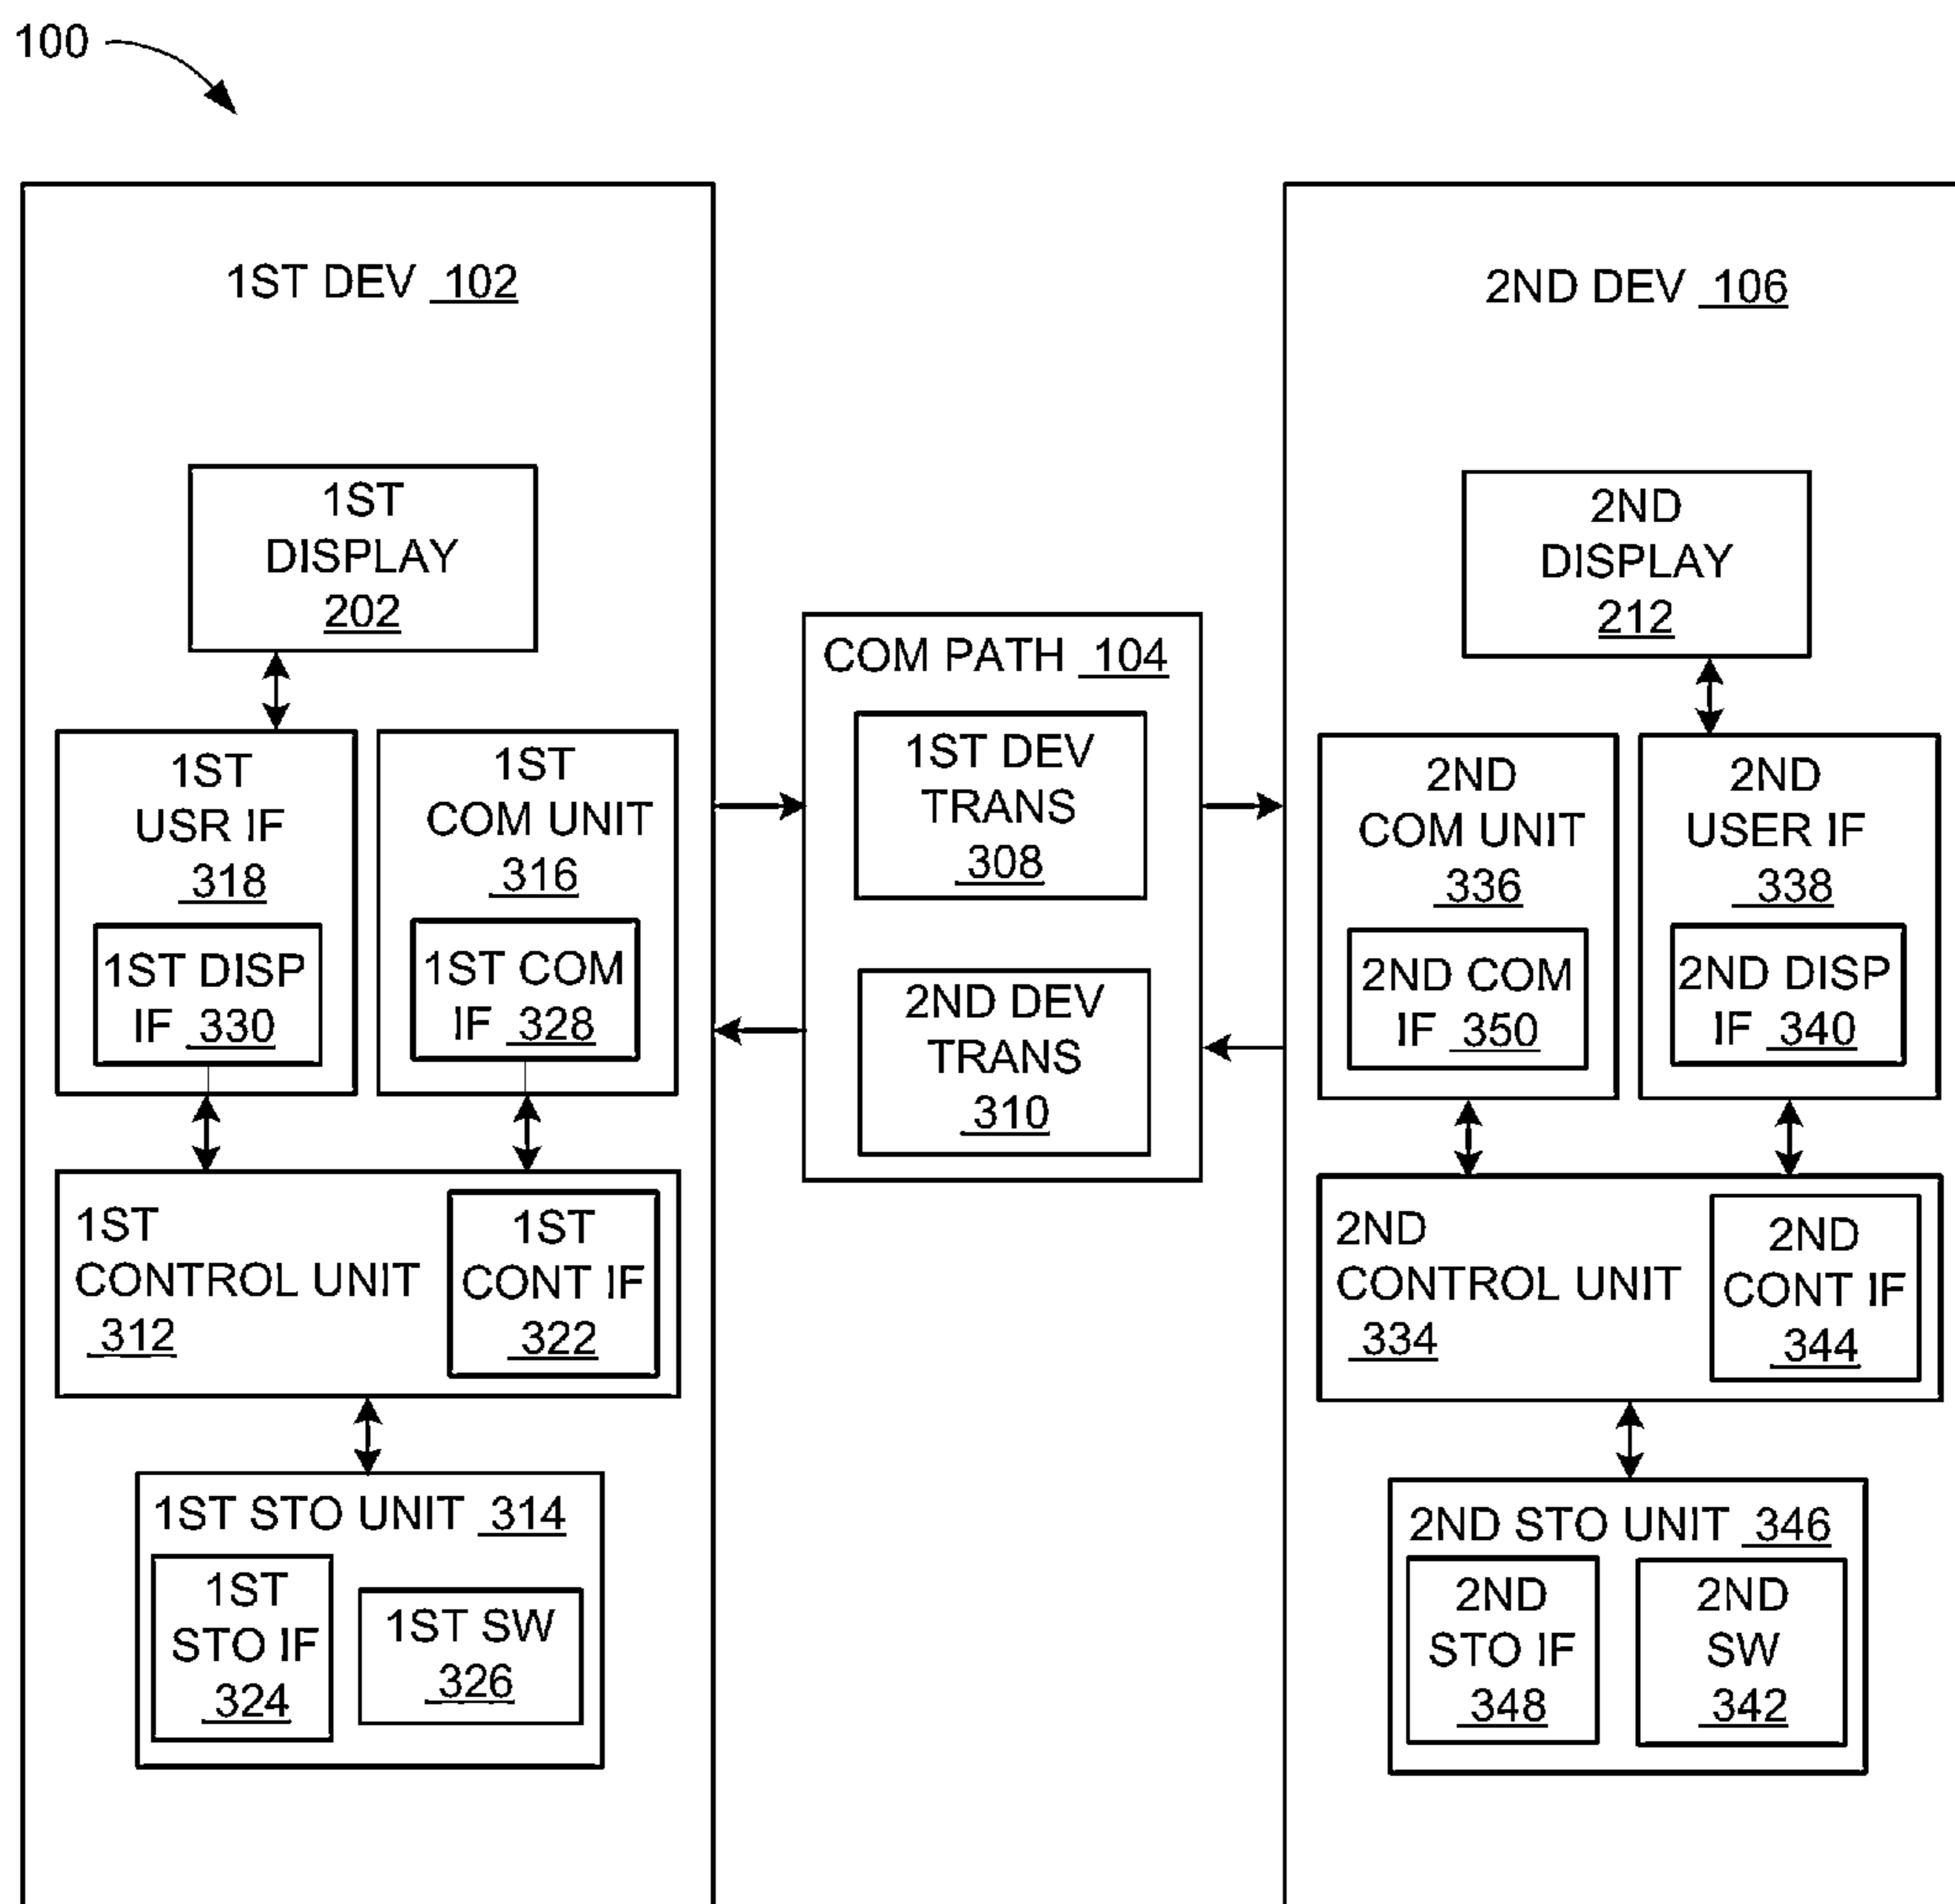 100
1ST DEV 102
1ST
DISPLAY
202
1ST
USR IF
318
1ST DISP
IF 330
1ST
COM UNIT
316
1ST COM
IF 328
1ST
CONTROL UNIT
312
1ST
CONT IF
322
1ST STO UNIT 314
1ST
STO IF
324
1ST SW
326
COM PATH 104
1ST DEV
TRANS
308
2ND DEV
TRANS
310
2ND DEV 106
2ND
DISPLAY
212
2ND
COM UNIT
336
2ND COM
IF 350
2ND
USER IF
338
2ND DISP
IF 340
2ND
CONTROL UNIT
334
2ND
CONT IF
344
2ND STO UNIT 346
2ND
STO IF
348
2ND
SW
342